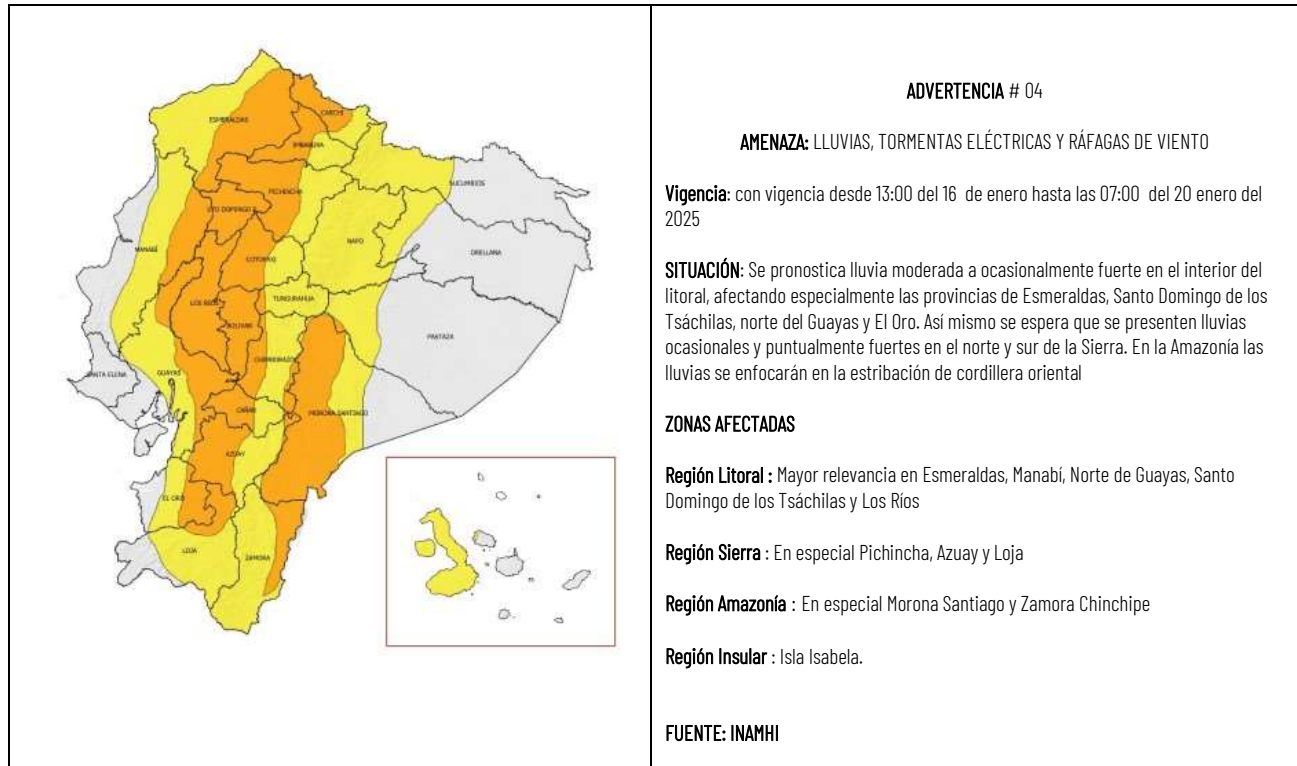 ESMERALDAS
CARCHI
IMBABURA
SUCUMBIOS
PICHINCHA
STO DOMINGO
NAPO
ORELLANA
MANABÍ
COTOPAXI
TUNGURAHUA
LOS RIOS
BOLIVAR
PASTAZA
CHIMBORAZO
SANTA ELENA
GUAYAS
CAÑAR
MORONA SANTIAGO
AZUAY
EL ORO
LOJA
ZAMORA
ADVERTENCIA # 04
AMENAZA: LLUVIAS, TORMENTAS ELÉCTRICAS Y RÁFAGAS DE VIENTO
Vigencia: con vigencia desde 13:00 del 16 de enero hasta las 07:00 del 20 enero del
2025
SITUACIÓN: Se pronostica lluvia moderada a ocasionalmente fuerte en el interior del
litoral, afectando especialmente las provincias de Esmeraldas, Santo Domingo de los
Tsáchilas, norte del Guayas y El Oro. Así mismo se espera que se presenten lluvias
ocasionales y puntualmente fuertes en el norte y sur de la Sierra. En la Amazonía las
lluvias se enfocarán en la estribación de cordillera oriental
ZONAS AFECTADAS
Región Litoral : Mayor relevancia en Esmeraldas, Manabí, Norte de Guayas, Santo
Domingo de los Tsáchilas y Los Ríos
Región Sierra : En especial Pichincha, Azuay y Loja
Región Amazonía : En especial Morona Santiago y Zamora Chinchipe
Región Insular : Isla Isabela.
FUENTE: INAMHI